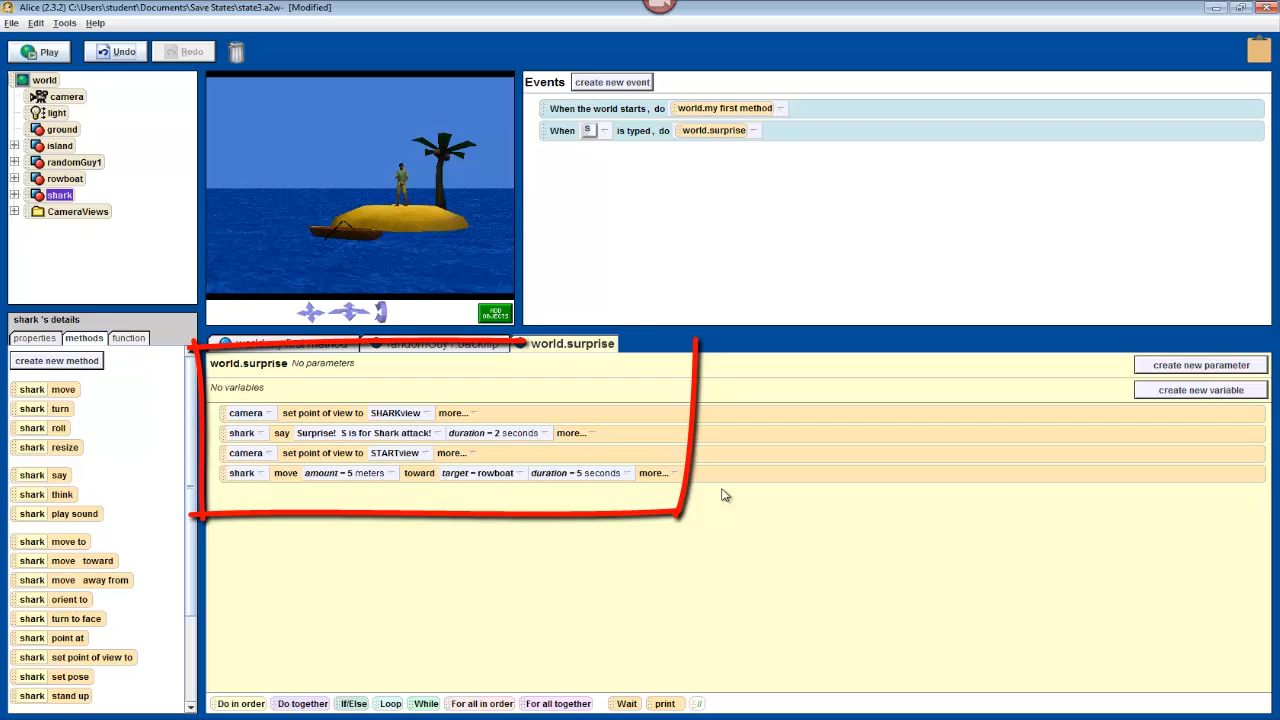 Alice (2.3.2) C:\Users\student\Documents\Save States\state3.a2w- [Modified]
File Edit Tools Help
Play Undo Redo
world
camera
light
ground
island
randomGuy1
rowboat
shark
CameraViews
ADD OBJECTS
Events create new event
When the world starts, do world.my first method
When S is typed, do world.surprise
shark 's details
properties methods function
create new method
shark move
shark turn
shark roll
shark resize
shark say
shark think
shark play sound
shark move to
shark move toward
shark move away from
shark orient to
shark turn to face
shark point at
shark set point of view to
shark set pose
shark stand up
world.my first method randomGuy1.backflip world.surprise
world.surprise No parameters
create new parameter
No variables
create new variable
camera set point of view to SHARKview more...
shark say Surprise! S is for Shark attack! duration = 2 seconds more...
camera set point of view to STARTview more...
shark move amount = 5 meters toward target = rowboat duration = 5 seconds more...
Do in order Do together If/Else Loop While For all in order For all together Wait print //